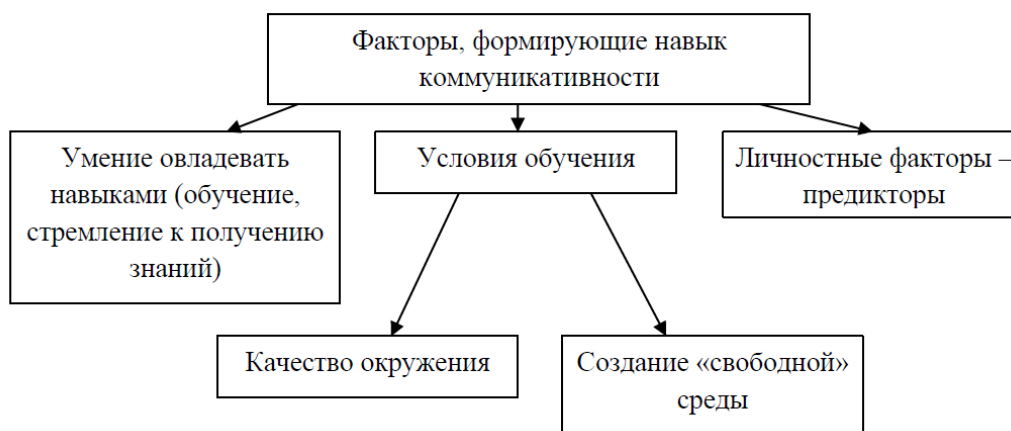 Факторы, формирующие навык
коммуникативности
Умение овладевать
навыками (обучение,
стремление к получению
знаний)
Условия обучения
Личностные факторы –
предикторы
Качество окружения
Создание «свободной»
среды